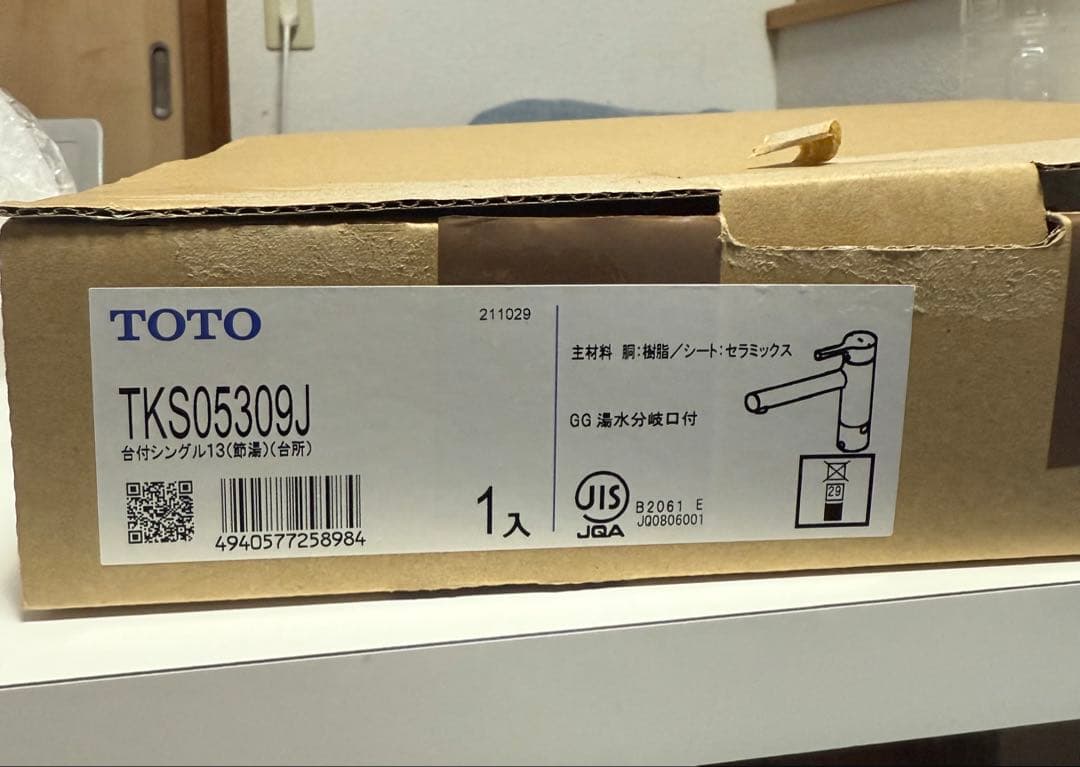 TOTO
211029
TKS05309J
台付シングル13(節湯)(台所)
4940577258984
1入
主材料 胴:樹脂/シート:セラミックス
GG 湯水分岐口付
JIS
JQA
B2061 E
JQ0806001
29